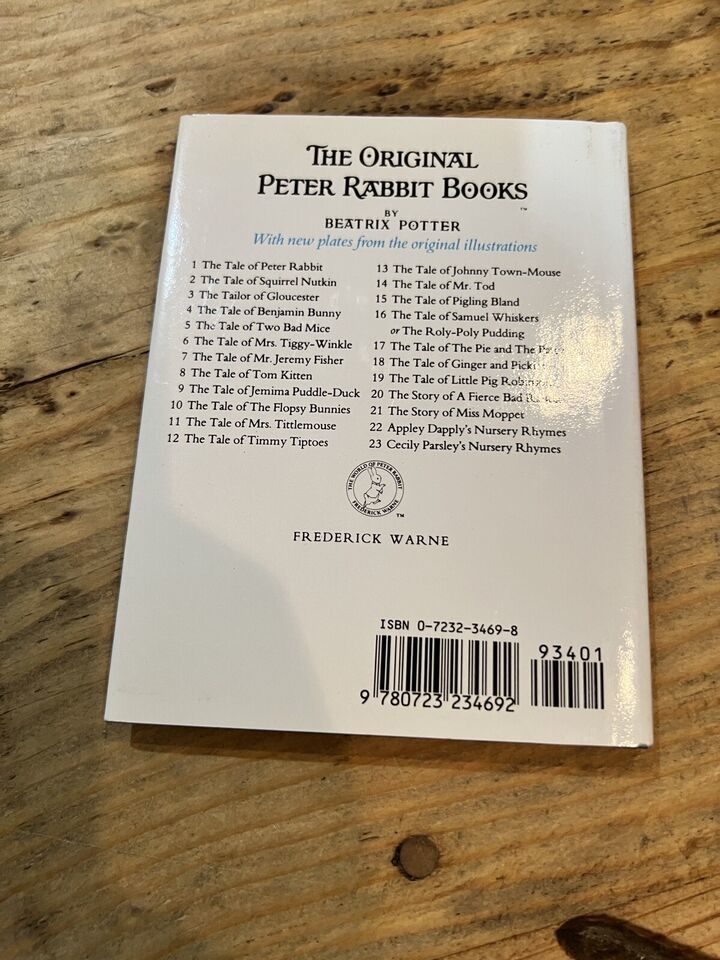 THE ORIGINAL
PETER RABBIT BOOKS
™
BY
BEATRIX POTTER
With new plates from the original illustrations
1 The Tale of Peter Rabbit
2 The Tale of Squirrel Nutkin
3 The Tailor of Gloucester
4 The Tale of Benjamin Bunny
5 The Tale of Two Bad Mice
6 The Tale of Mrs. Tiggy-Winkle
7 The Tale of Mr. Jeremy Fisher
8 The Tale of Tom Kitten
9 The Tale of Jemima Puddle-Duck
10 The Tale of The Flopsy Bunnies
11 The Tale of Mrs. Tittlemouse
12 The Tale of Timmy Tiptoes
13 The Tale of Johnny Town-Mouse
14 The Tale of Mr. Tod
15 The Tale of Pigling Bland
16 The Tale of Samuel Whiskers
or The Roly-Poly Pudding
17 The Tale of The Pie and The
18 The Tale of Ginger and
19 The Tale of Little Pig
20 The Story of A Fierce Bad
21 The Story of Miss Moppet
22 Appley Dapply's Nursery Rhymes
23 Cecily Parsley's Nursery Rhymes
THE WORLD OF PETER RABBIT
FREDERICK WARNE
™
FREDERICK WARNE
ISBN 0-7232-3469-8
93401
9 780723 234692